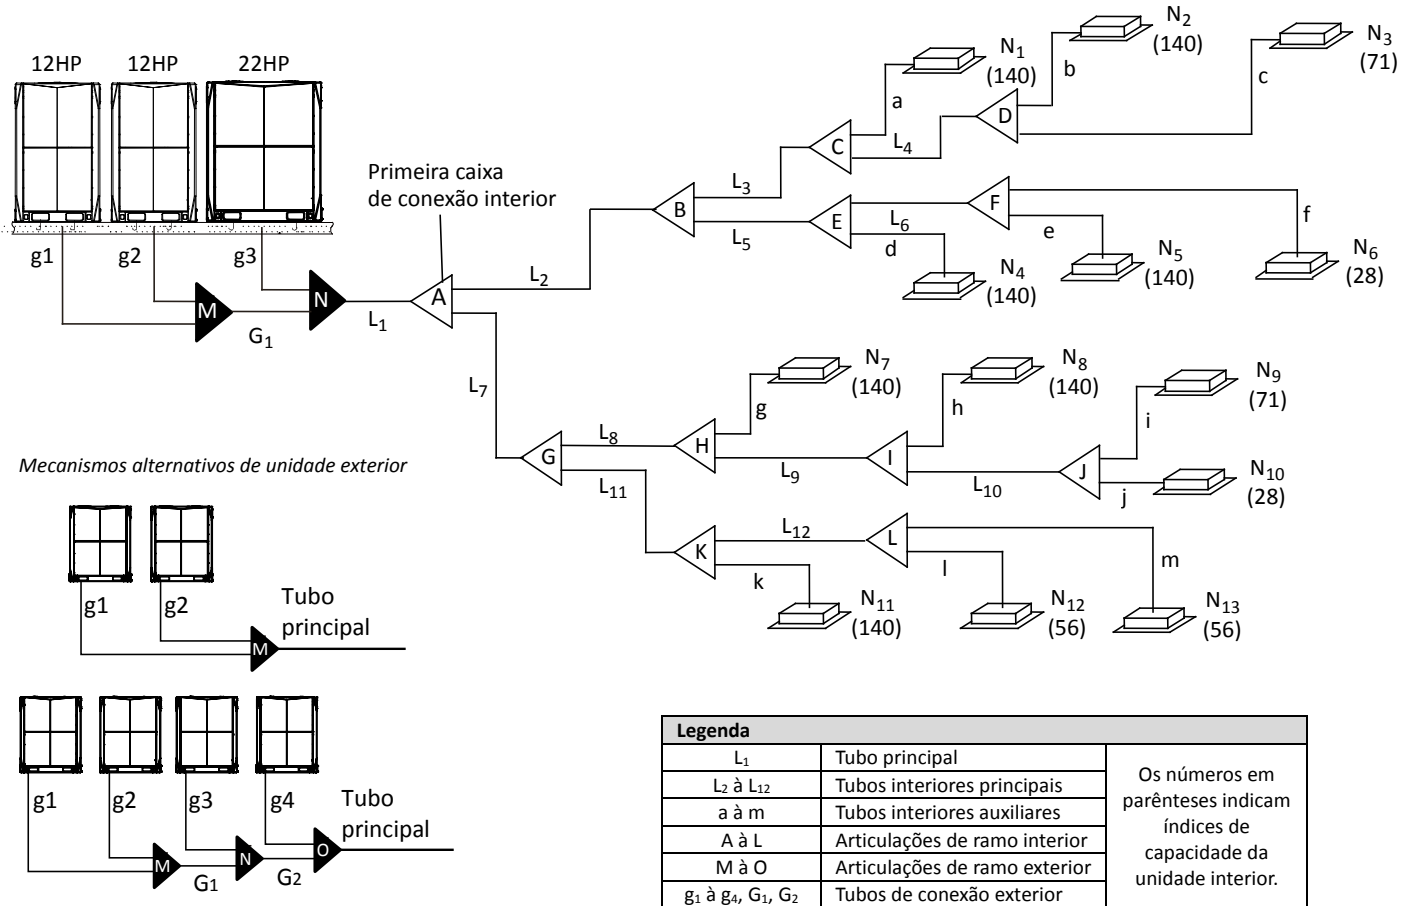 12HP
12HP
22HP
g1
g2
g3
M
G1
N
L1
Primeira caixa
de conexão interior
A
L2
B
L3
C
a
N1
(140)
L4
D
b
N2
(140)
c
N3
(71)
L5
E
L6
d
N4
(140)
F
e
N5
(140)
f
N6
(28)
L7
G
L8
H
g
N7
(140)
L9
I
h
N8
(140)
L10
J
i
N9
(71)
j
N10
(28)
L11
K
L12
k
N11
(140)
L
l
N12
(56)
m
N13
(56)
Mecanismos alternativos de unidade exterior
g1
g2
M
Tubo
principal
g1
g2
g3
g4
M
G1
N
G2
O
Tubo
principal
Legenda
L1 Tubo principal
L2 à L12 Tubos interiores principais
a à m Tubos interiores auxiliares
A à L Articulações de ramo interior
M à O Articulações de ramo exterior
g1 à g4, G1, G2 Tubos de conexão exterior
Os números em
parênteses indicam
índices de
capacidade da
unidade interior.